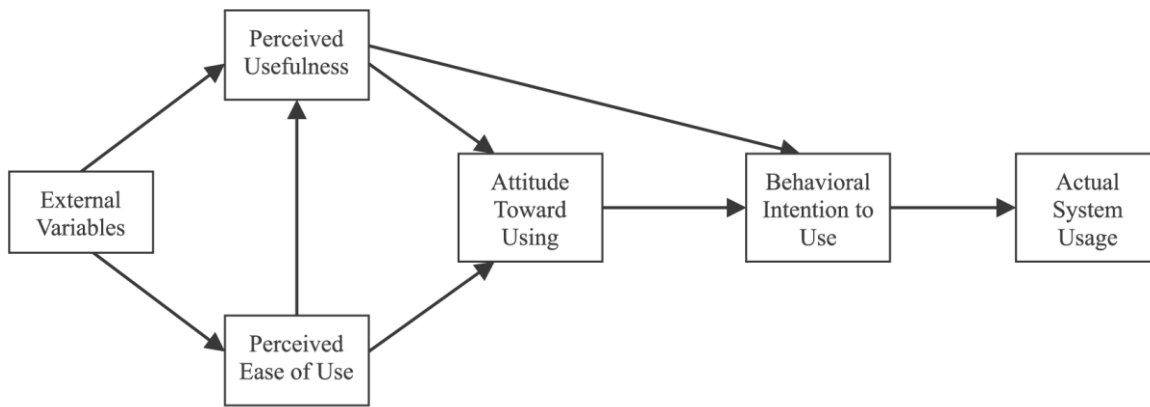 Perceived
Usefulness
External
Variables
Attitude
Toward
Using
Behavioral
Intention to
Use
Actual
System
Usage
Perceived
Ease of Use